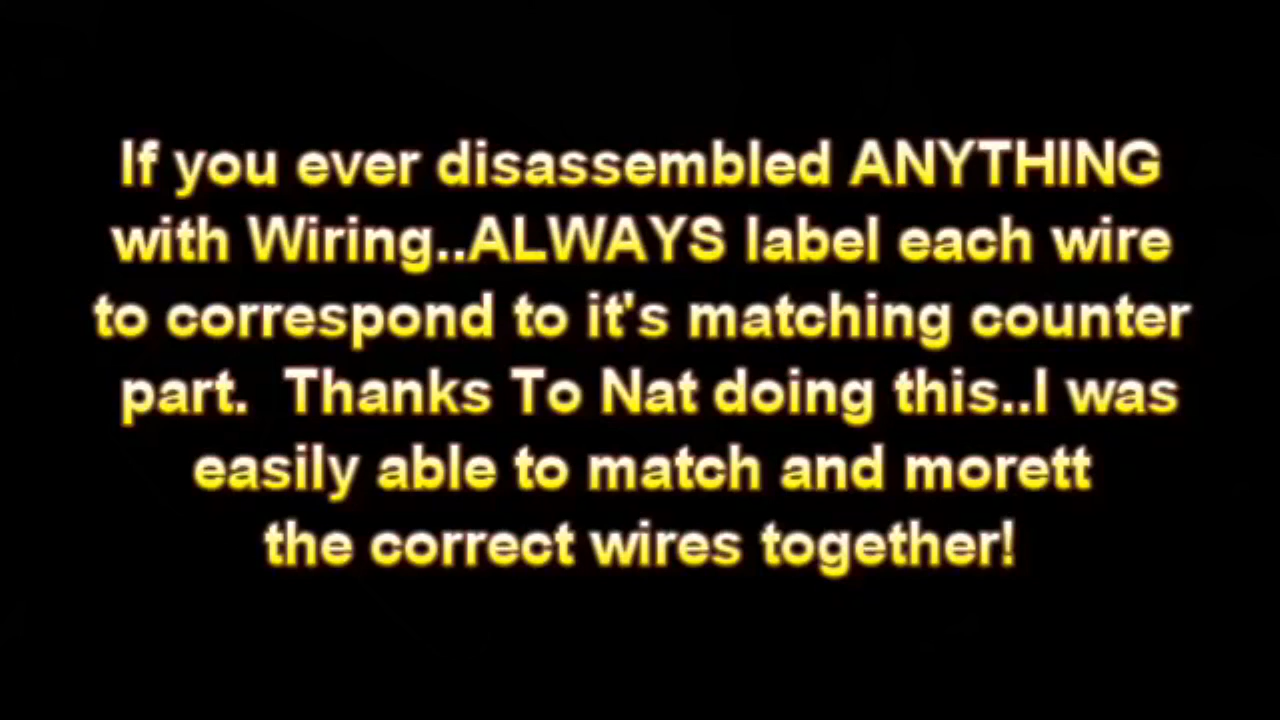 If you ever disassembled ANYTHING
with Wiring..ALWAYS label each wire
to correspond to it's matching counter
part.  Thanks To Nat doing this..I was
easily able to match and morett
the correct wires together!